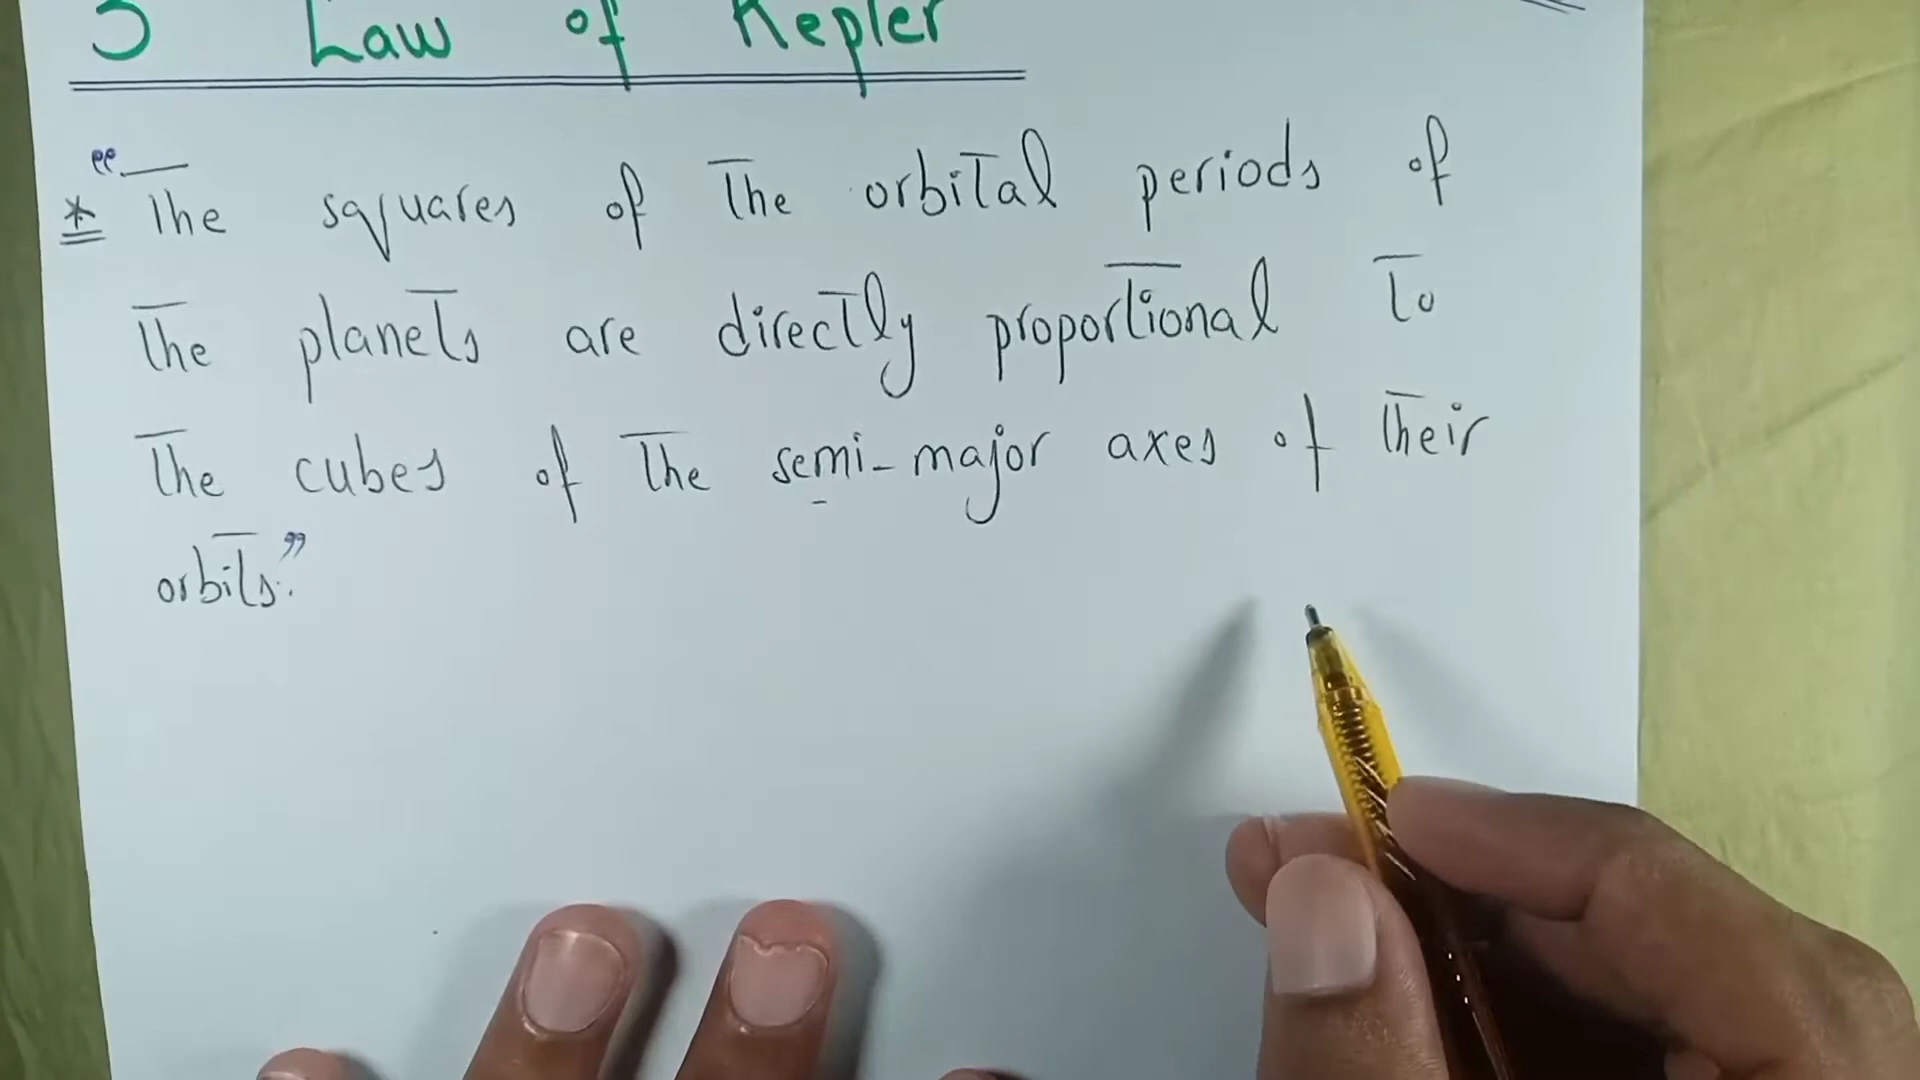 3 Law of Kepler
* "The squares of the orbital periods of
the planets are directly proportional to
the cubes of the semi-major axes of their
orbits."